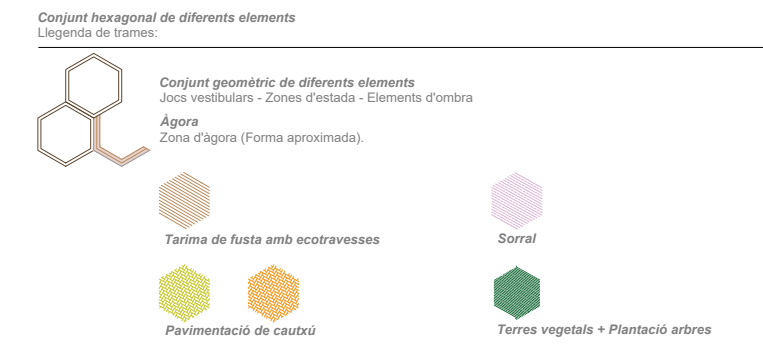 Conjunt hexagonal de diferents elements
Llegenda de trames:
Conjunt geomètric de diferents elements
Jocs vestibulars - Zones d'estada - Elements d'ombra
Àgora
Zona d'àgora (Forma aproximada).
Tarima de fusta amb ecotravesses
Sorral
Pavimentació de cautxú
Terres vegetals + Plantació arbres